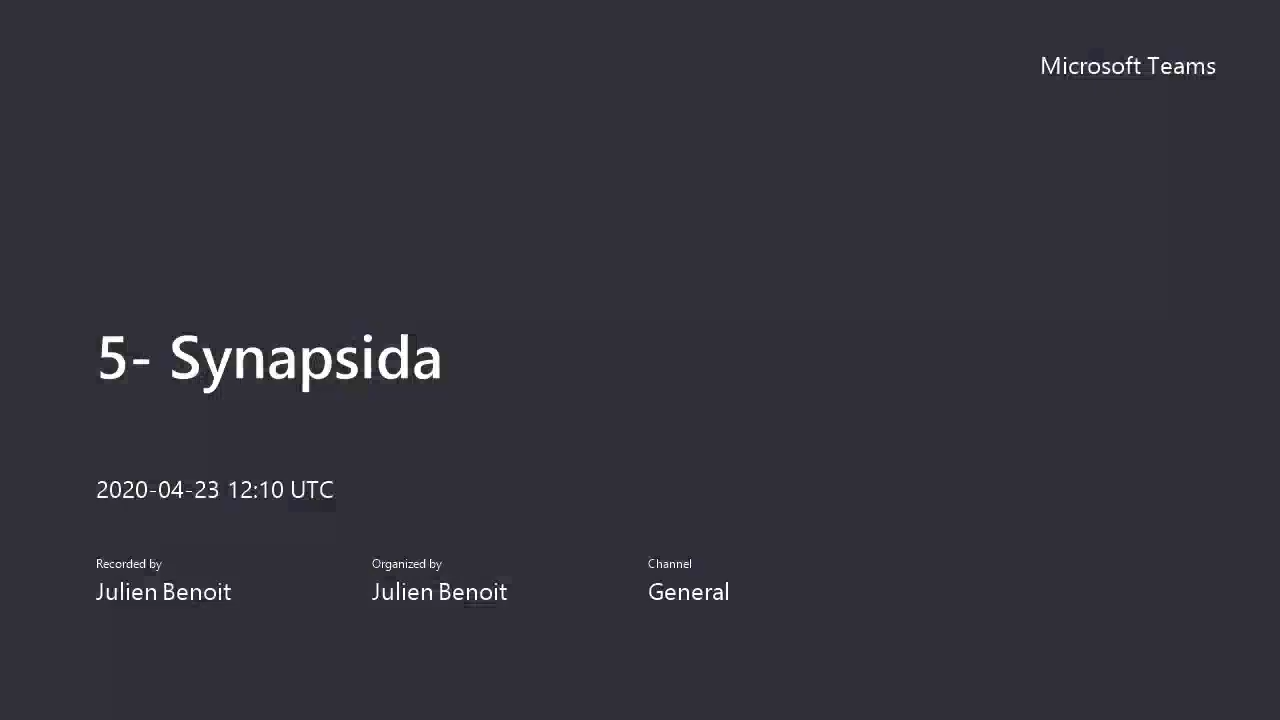 Microsoft Teams
5- Synapsida
2020-04-23 12:10 UTC
Recorded by
Julien Benoit
Organized by
Julien Benoit
Channel
General